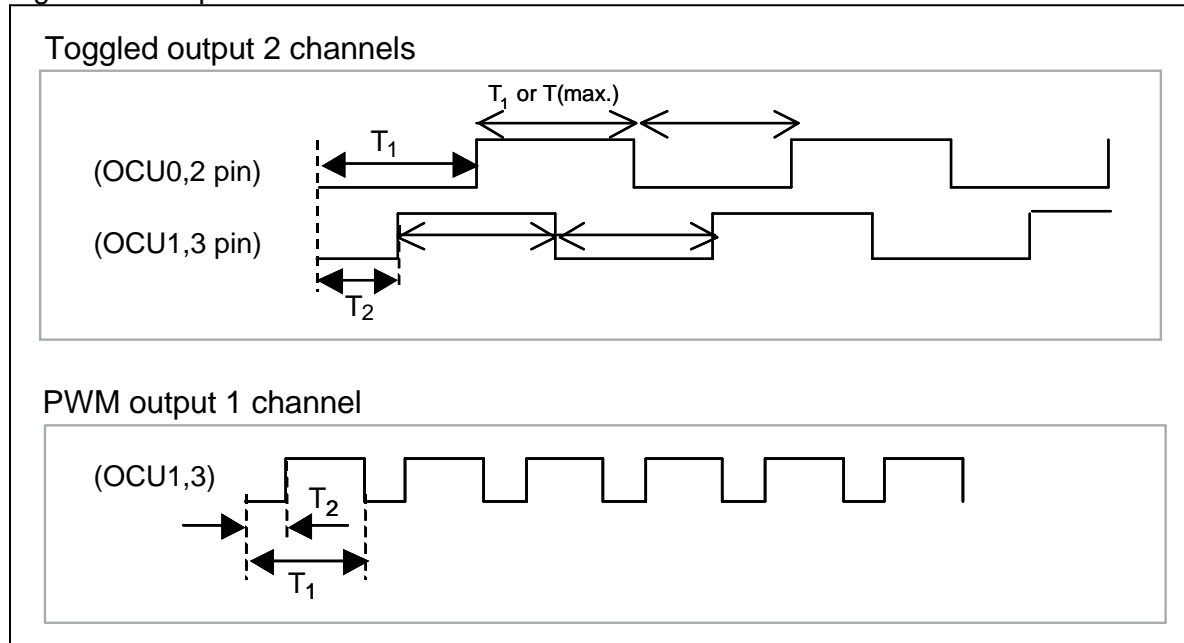 Toggled output 2 channels
T1 or T(max.)
T1
(OCU0,2 pin)
(OCU1,3 pin)
T2
PWM output 1 channel
(OCU1,3)
T2
T1